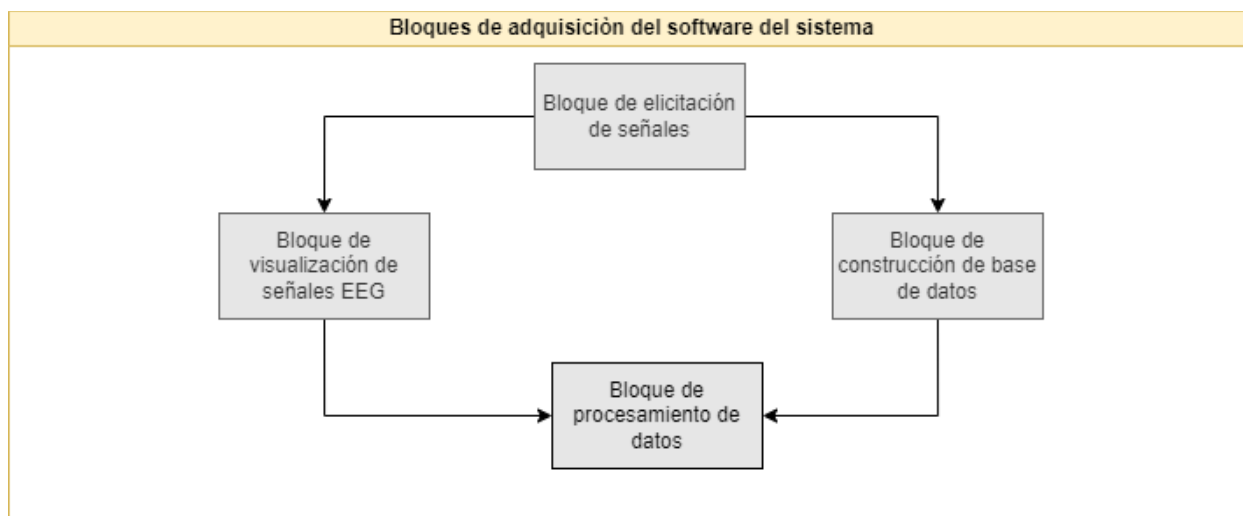 Bloques de adquisiciòn del software del sistema
Bloque de elicitación
de señales
Bloque de
visualización de
señales EEG
Bloque de
construcción de base
de datos
Bloque de
procesamiento de
datos